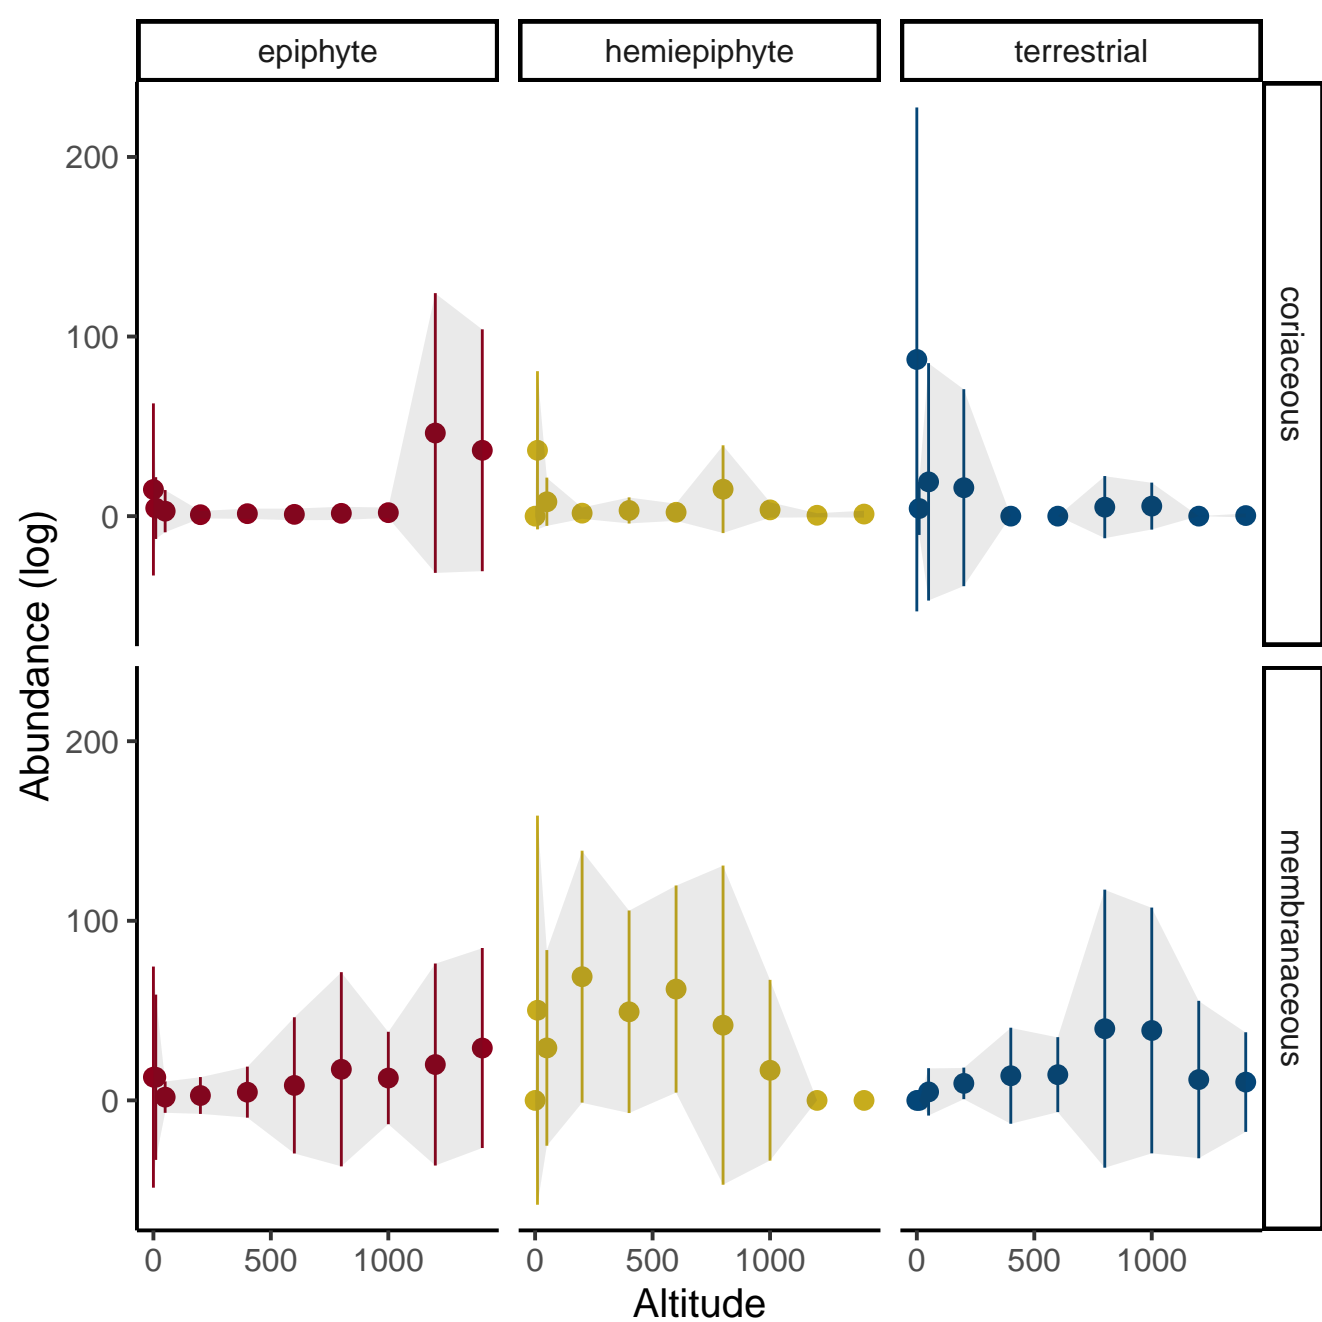 epiphyte hemiepiphyte terrestrial
200
100
0
coriaceous
Abundance (log)
200
100
0
membranaceous
0 500 1000 0 500 1000 0 500 1000
Altitude